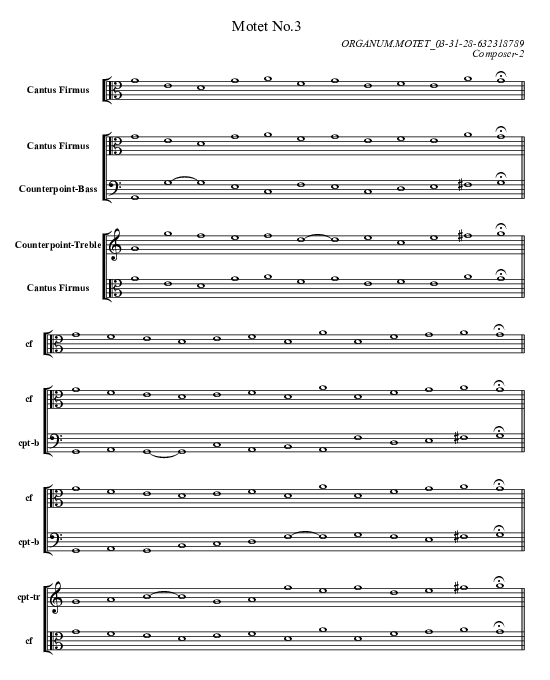 Motet No.3
ORGANUM.MOTET_03-31-28-632318789
Composer-2
Cantus Firmus
Cantus Firmus
Counterpoint-Bass
Counterpoint-Treble
Cantus Firmus
cf
cf
cpt-b
cf
cpt-b
cpt-tr
cf